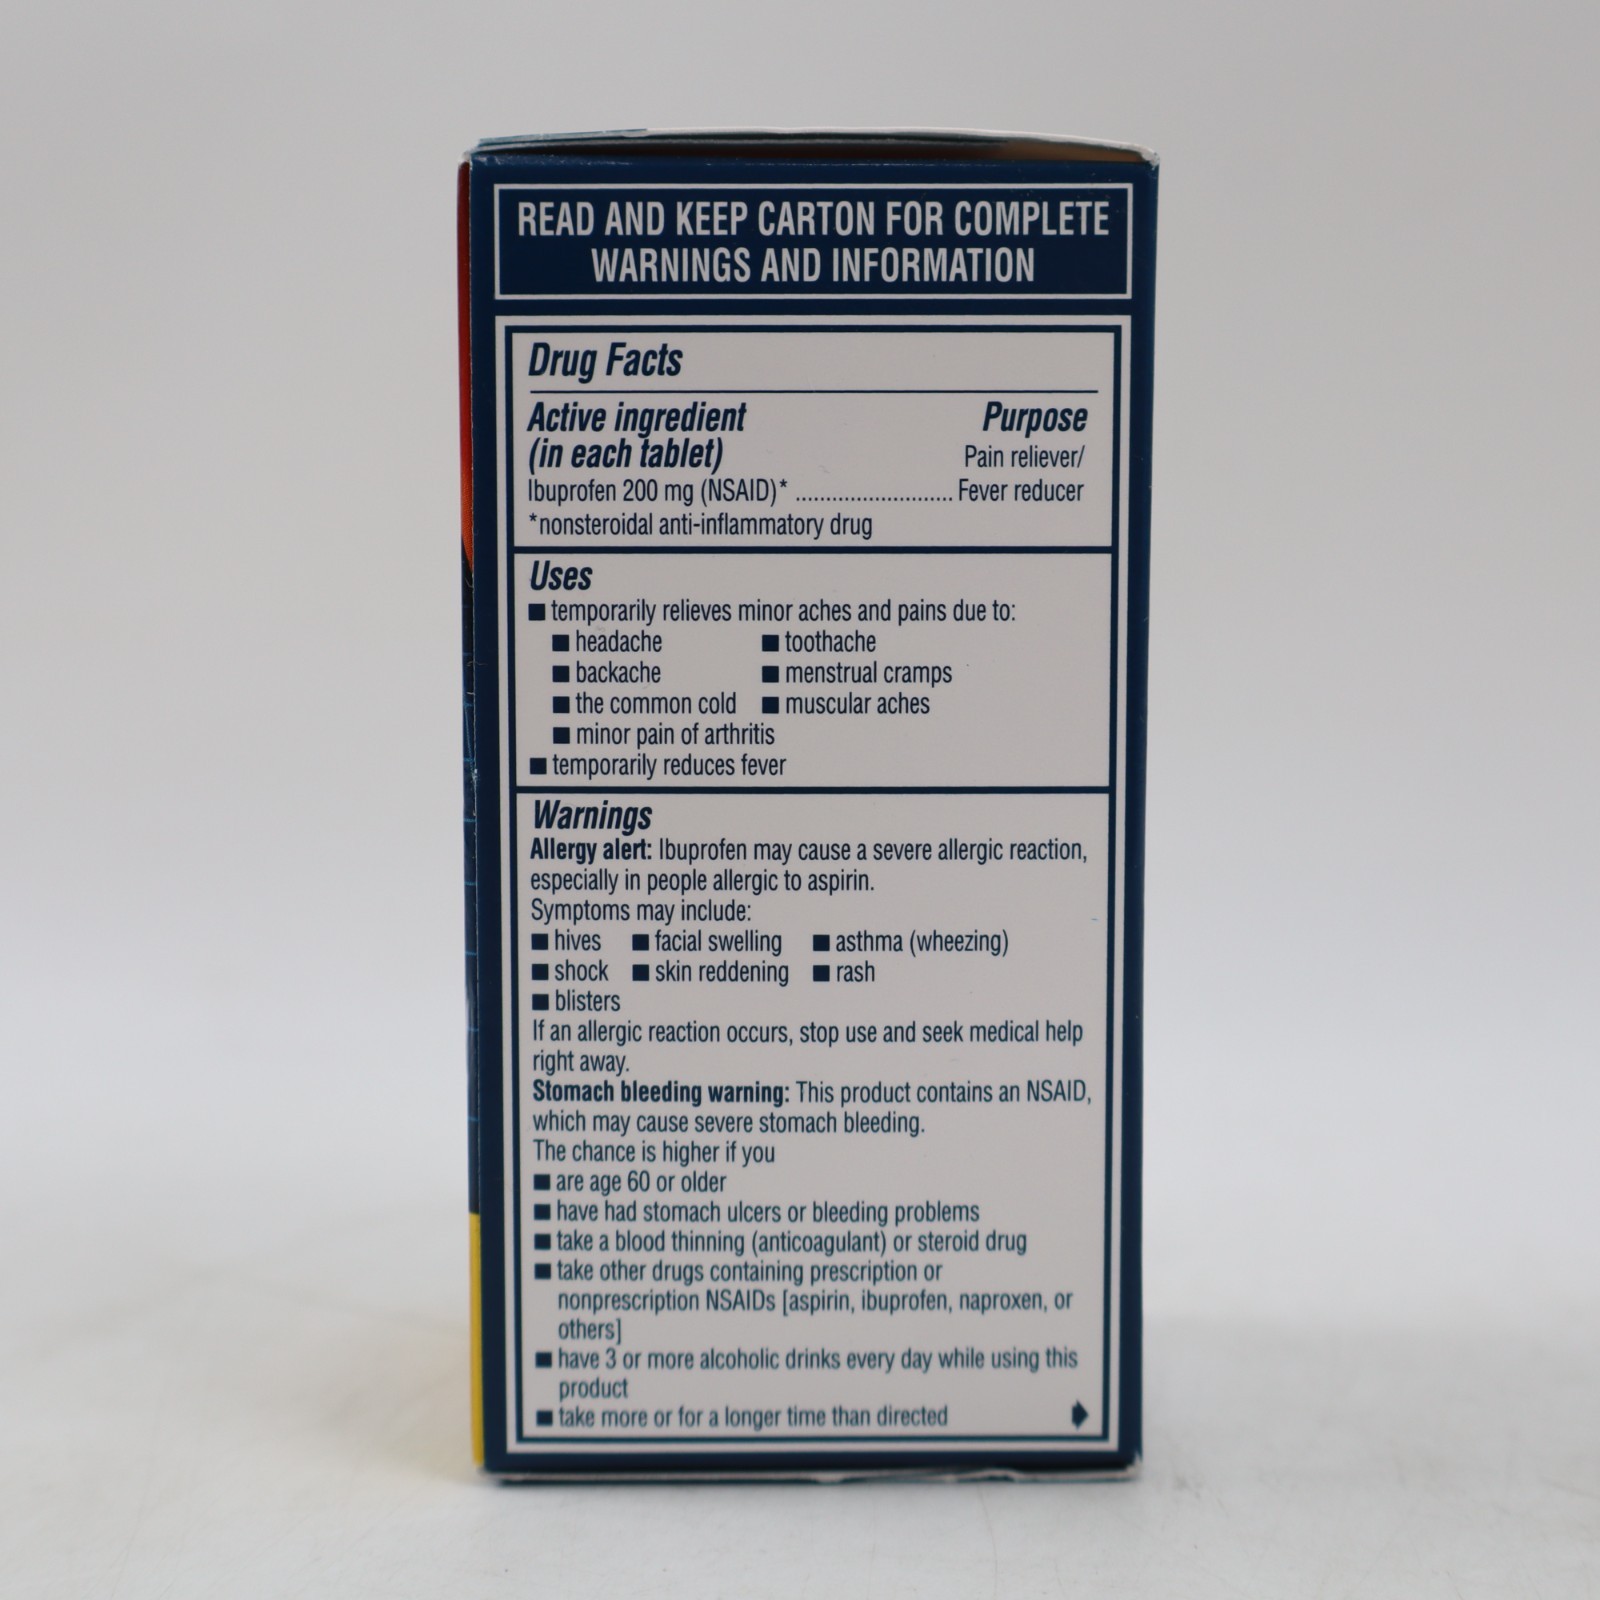 READ AND KEEP CARTON FOR COMPLETE
WARNINGS AND INFORMATION
Drug Facts
Active ingredient Purpose
(in each tablet) Pain reliever/
Ibuprofen 200 mg (NSAID)* .......................... Fever reducer
*nonsteroidal anti-inflammatory drug
Uses
■ temporarily relieves minor aches and pains due to:
■ headache ■ toothache
■ backache ■ menstrual cramps
■ the common cold ■ muscular aches
■ minor pain of arthritis
■ temporarily reduces fever
Warnings
Allergy alert: Ibuprofen may cause a severe allergic reaction,
especially in people allergic to aspirin.
Symptoms may include:
■ hives ■ facial swelling ■ asthma (wheezing)
■ shock ■ skin reddening ■ rash
■ blisters
If an allergic reaction occurs, stop use and seek medical help
right away.
Stomach bleeding warning: This product contains an NSAID,
which may cause severe stomach bleeding.
The chance is higher if you
■ are age 60 or older
■ have had stomach ulcers or bleeding problems
■ take a blood thinning (anticoagulant) or steroid drug
■ take other drugs containing prescription or
nonprescription NSAIDs [aspirin, ibuprofen, naproxen, or
others]
■ have 3 or more alcoholic drinks every day while using this
product
■ take more or for a longer time than directed